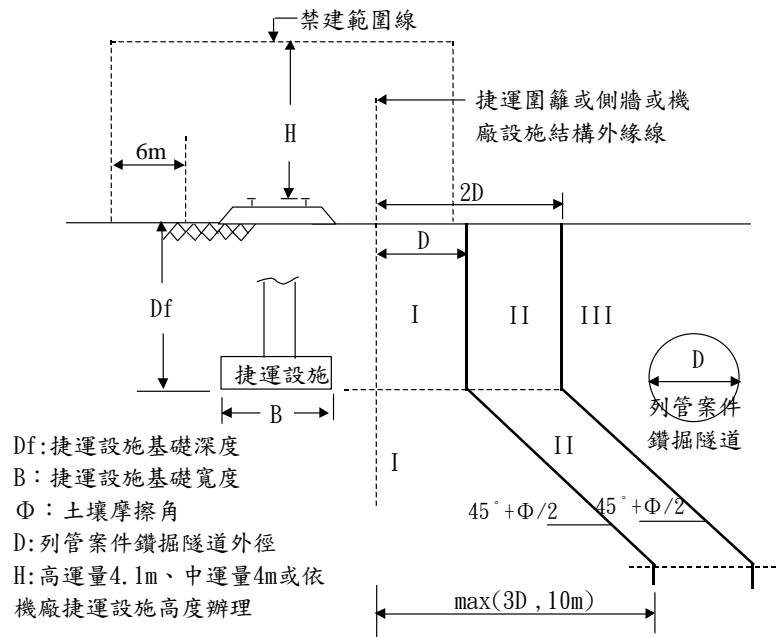 禁建範圍線
捷運圍籬或側牆或機
廠設施結構外緣線
H
6m
2D
D
Df
I
II
III
D
捷運設施
列管案件
鑽掘隧道
B
Df:捷運設施基礎深度
B：捷運設施基礎寬度
Φ：土壤摩擦角
D:列管案件鑽掘隧道外徑
H:高運量4.1m、中運量4m或依
機廠捷運設施高度辦理
I
II
45°+Φ/2
45°+Φ/2
max(3D,10m)